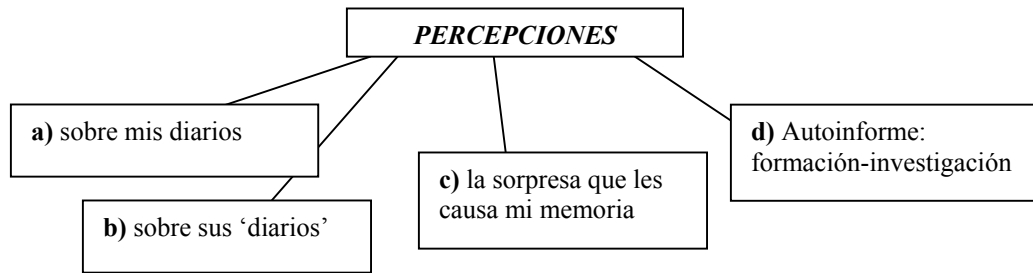 PERCEPCIONES
a) sobre mis diarios
b) sobre sus ‘diarios’
c) la sorpresa que les
causa mi memoria
d) Autoinforme:
formación-investigación